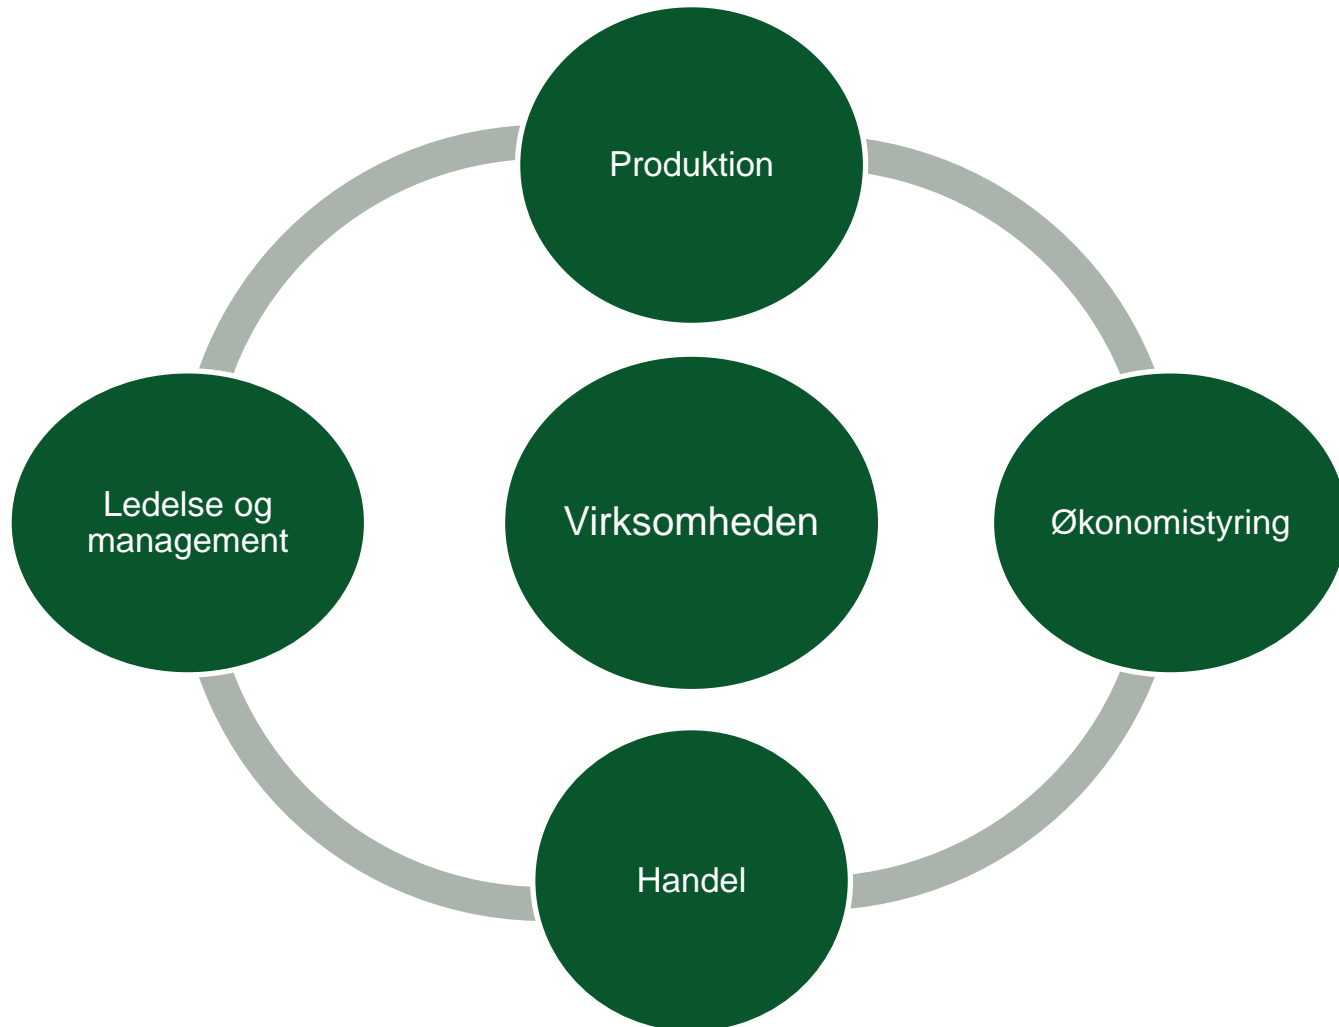 Produktion
Ledelse og
management
Virksomheden
Økonomistyring
Handel